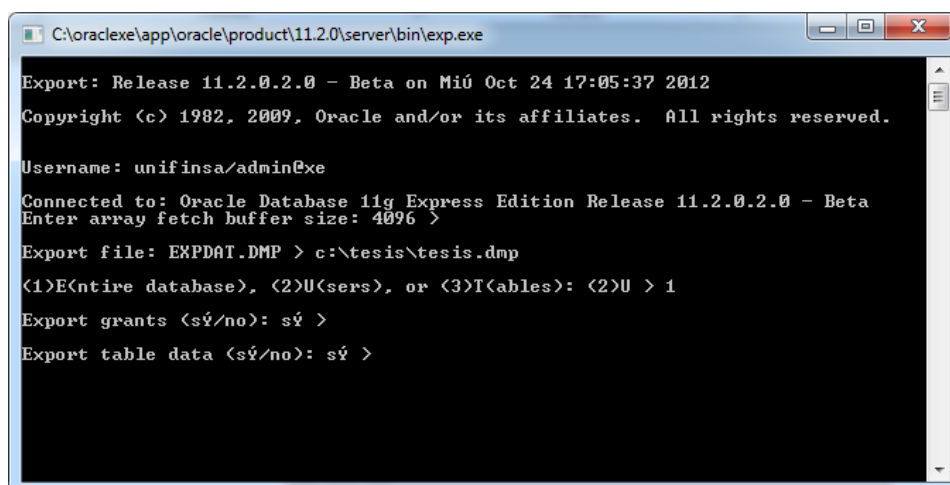 C:\oraclexe\app\oracle\product\11.2.0\server\bin\exp.exe
Export: Release 11.2.0.2.0 - Beta on Miú Oct 24 17:05:37 2012
Copyright (c) 1982, 2009, Oracle and/or its affiliates.  All rights reserved.
Username: unifinsa/admin@xe
Connected to: Oracle Database 11g Express Edition Release 11.2.0.2.0 - Beta
Enter array fetch buffer size: 4096 >
Export file: EXPDAT.DMP > c:\tesis\tesis.dmp
(1)E(ntire database), (2)U(sers), or (3)T(ables): (2)U > 1
Export grants (sÝ/no): sÝ >
Export table data (sÝ/no): sÝ >